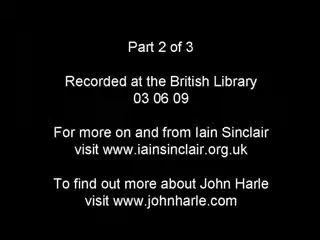 Part 2 of 3
Recorded at the British Library
03 06 09
For more on and from Iain Sinclair
visit www.iainsinclair.org.uk
To find out more about John Harle
visit www.johnharle.com